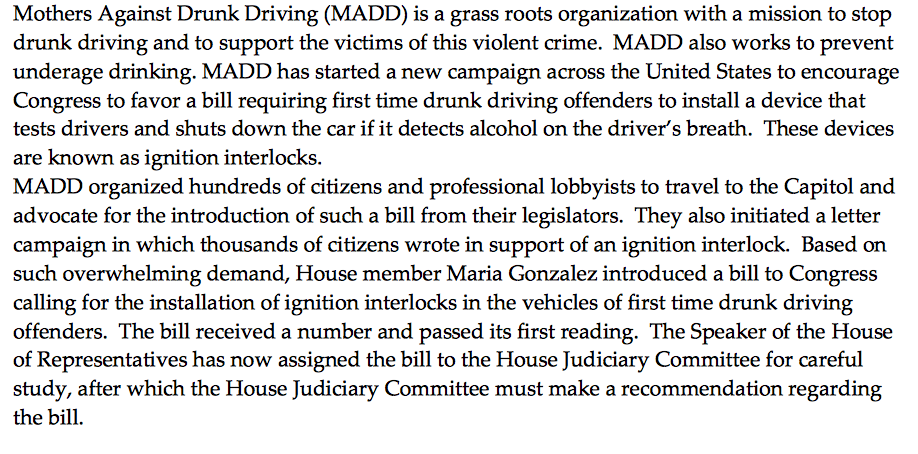 Mothers Against Drunk Driving (MADD) is a grass roots organization with a mission to stop
drunk driving and to support the victims of this violent crime.  MADD also works to prevent
underage drinking. MADD has started a new campaign across the United States to encourage
Congress to favor a bill requiring first time drunk driving offenders to install a device that
tests drivers and shuts down the car if it detects alcohol on the driver’s breath.  These devices
are known as ignition interlocks.
MADD organized hundreds of citizens and professional lobbyists to travel to the Capitol and
advocate for the introduction of such a bill from their legislators.  They also initiated a letter
campaign in which thousands of citizens wrote in support of an ignition interlock.  Based on
such overwhelming demand, House member Maria Gonzalez introduced a bill to Congress
calling for the installation of ignition interlocks in the vehicles of first time drunk driving
offenders.  The bill received a number and passed its first reading.  The Speaker of the House
of Representatives has now assigned the bill to the House Judiciary Committee for careful
study, after which the House Judiciary Committee must make a recommendation regarding
the bill.